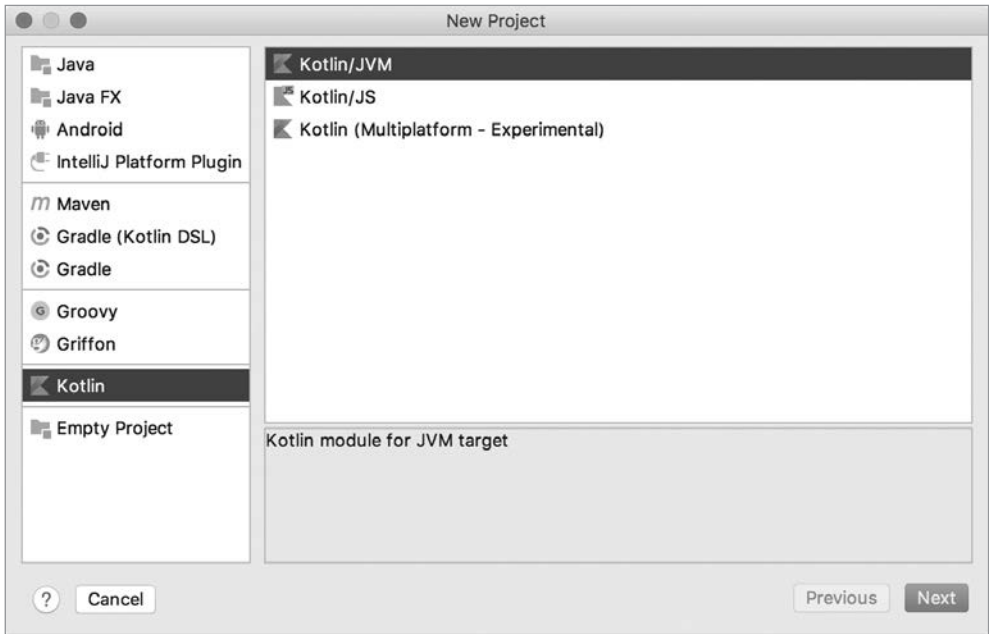 New Project
Java
Java FX
Android
IntelliJ Platform Plugin
m Maven
Gradle (Kotlin DSL)
Gradle
G Groovy
Griffon
Kotlin
Empty Project
Kotlin/JVM
JS Kotlin/JS
Kotlin (Multiplatform - Experimental)
Kotlin module for JVM target
? Cancel
Previous
Next